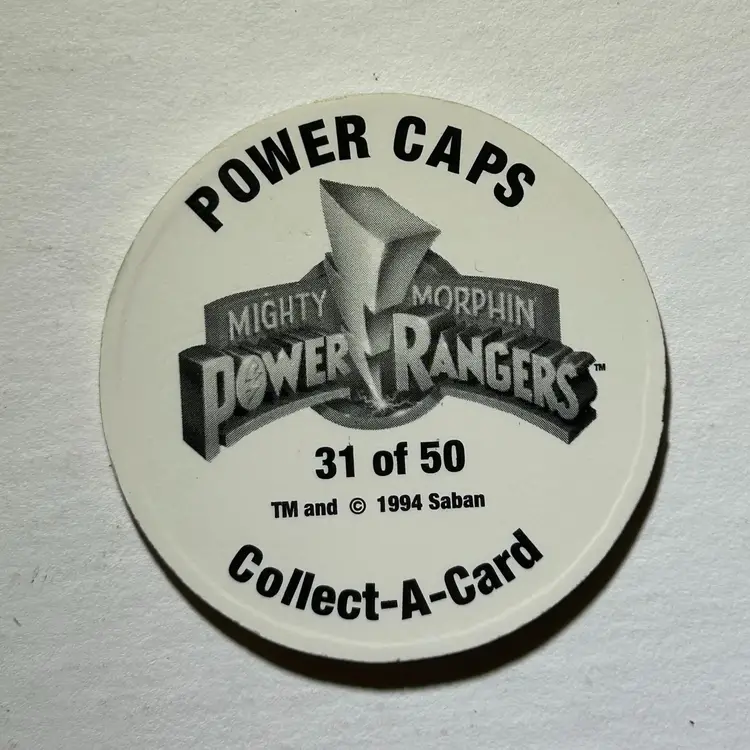 POWER CAPS
MIGHTY MORPHIN
POWER RANGERS™
31 of 50
TM and © 1994 Saban
Collect-A-Card